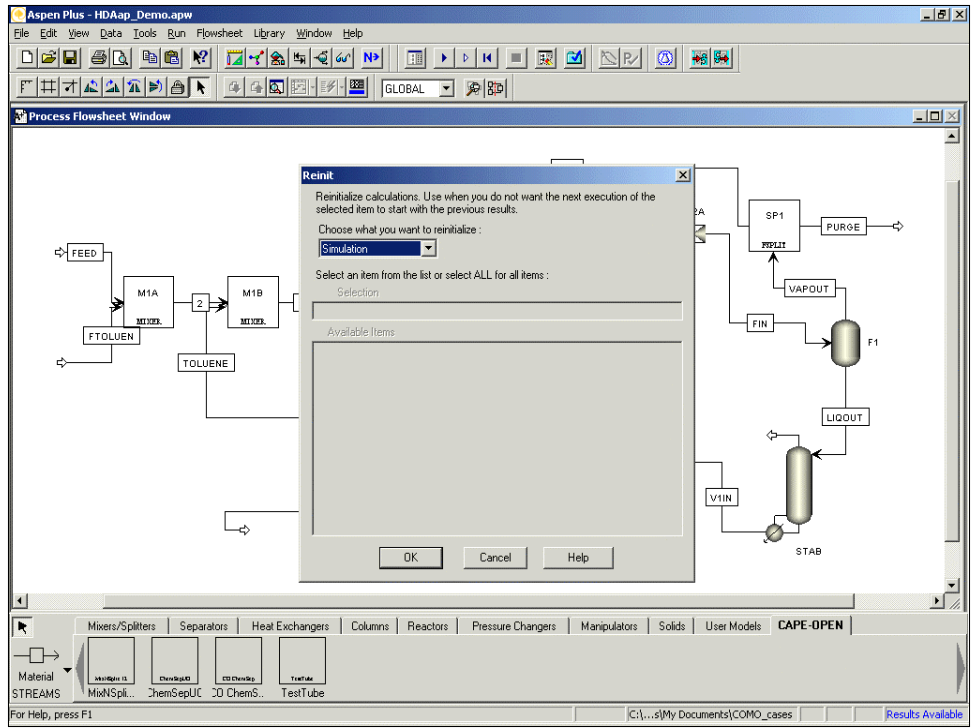 Aspen Plus - HDAap_Demo.apw
File Edit View Data Tools Run Flowsheet Library Window Help
N>
GLOBAL
Process Flowsheet Window
Reinit
Reinitialize calculations. Use when you do not want the next execution of the
selected item to start with the previous results.
Choose what you want to reinitialize :
Simulation
Select an item from the list or select ALL for all items :
Selection
Available Items
OK Cancel Help
2A
SP1
FSPLIT
PURGE
FEED
M1A
MIXER
2
M1B
MIXER
VAPOUT
FTOLUEN
FIN
F1
TOLUENE
LIQOUT
V1IN
STAB
Mixers/Splitters Separators Heat Exchangers Columns Reactors Pressure Changers Manipulators Solids User Models CAPE-OPEN
Material
STREAMS
MixNSpli... ChemSepUC CO ChemS.. TestTube
For Help, press F1
C:\...s\My Documents\COMO_cases
Results Available